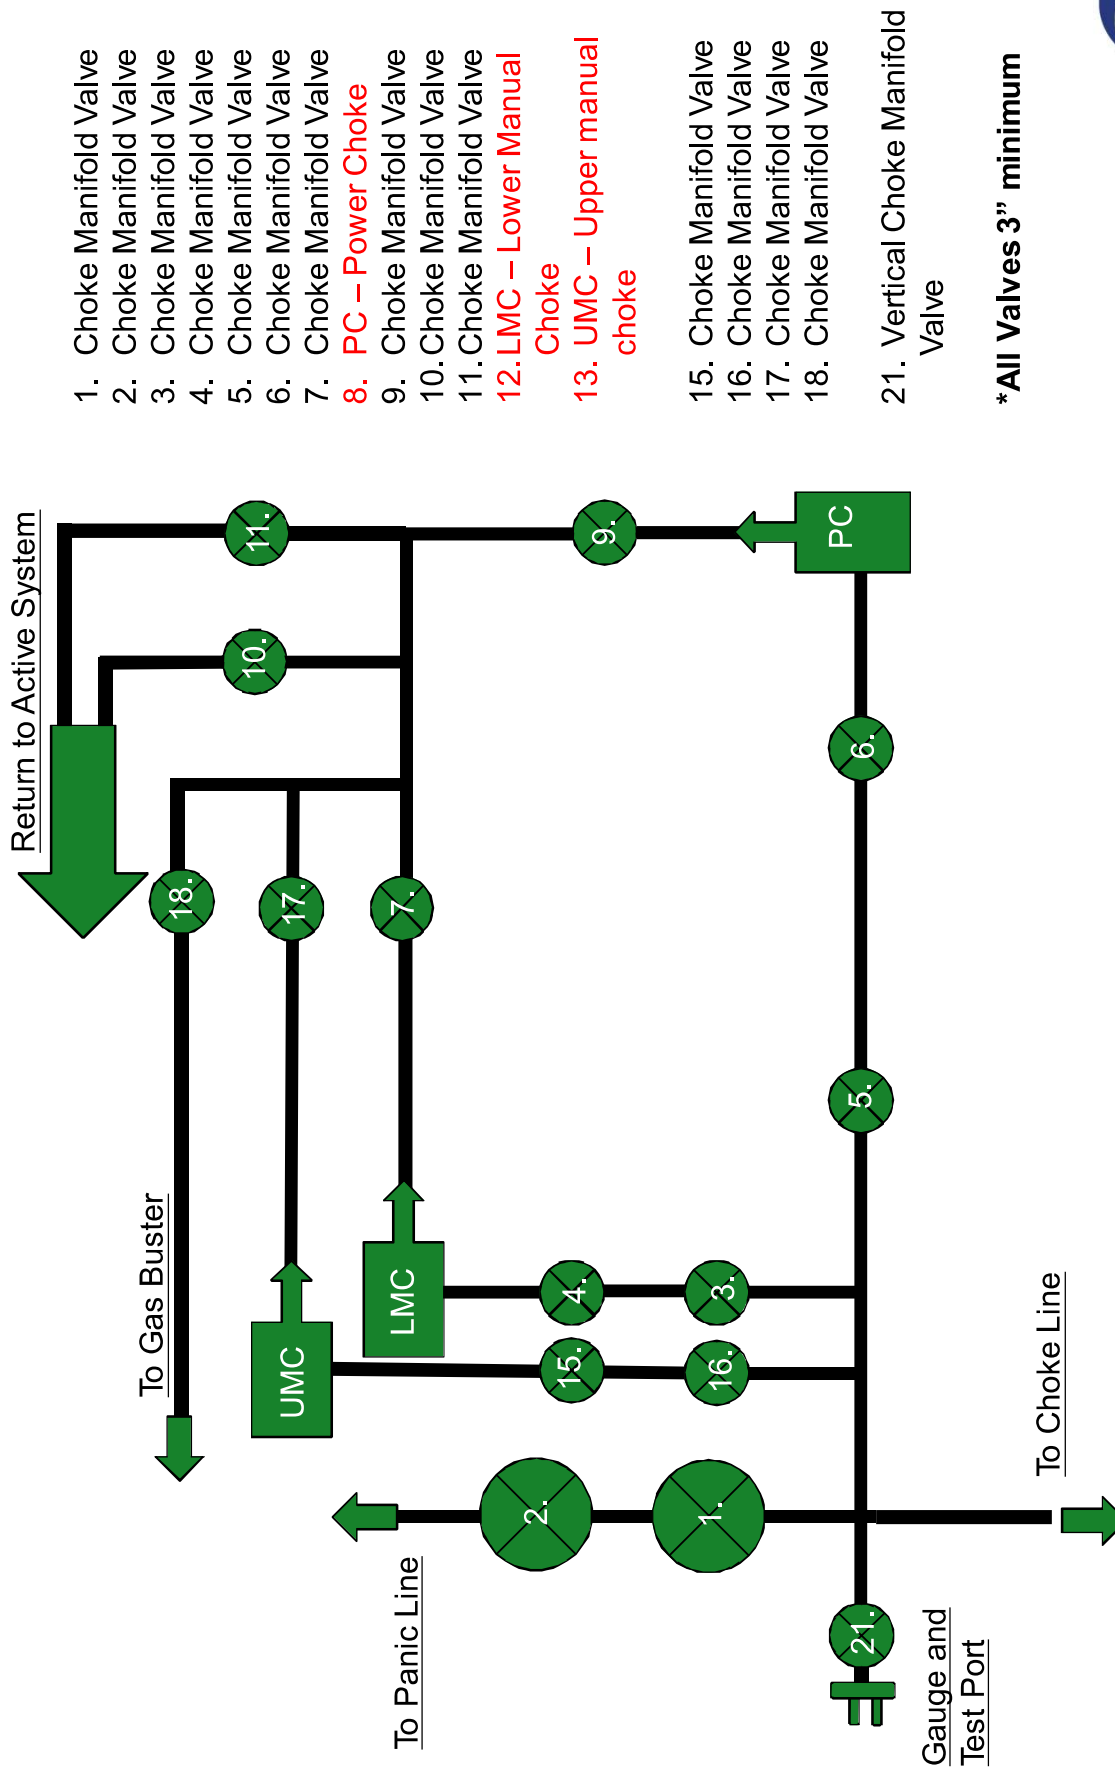 To Panic Line
To Gas Buster
Return to Active System
18.
UMC
17.
10.
11.
LMC
7.
2.
15.
4.
9.
1.
16.
3.
21.
5.
6.
PC
Gauge and
Test Port
To Choke Line
1. Choke Manifold Valve
2. Choke Manifold Valve
3. Choke Manifold Valve
4. Choke Manifold Valve
5. Choke Manifold Valve
6. Choke Manifold Valve
7. Choke Manifold Valve
8. PC – Power Choke
9. Choke Manifold Valve
10. Choke Manifold Valve
11. Choke Manifold Valve
12. LMC – Lower Manual
Choke
13. UMC – Upper manual
choke
15. Choke Manifold Valve
16. Choke Manifold Valve
17. Choke Manifold Valve
18. Choke Manifold Valve
21. Vertical Choke Manifold
Valve
*All Valves 3” minimum